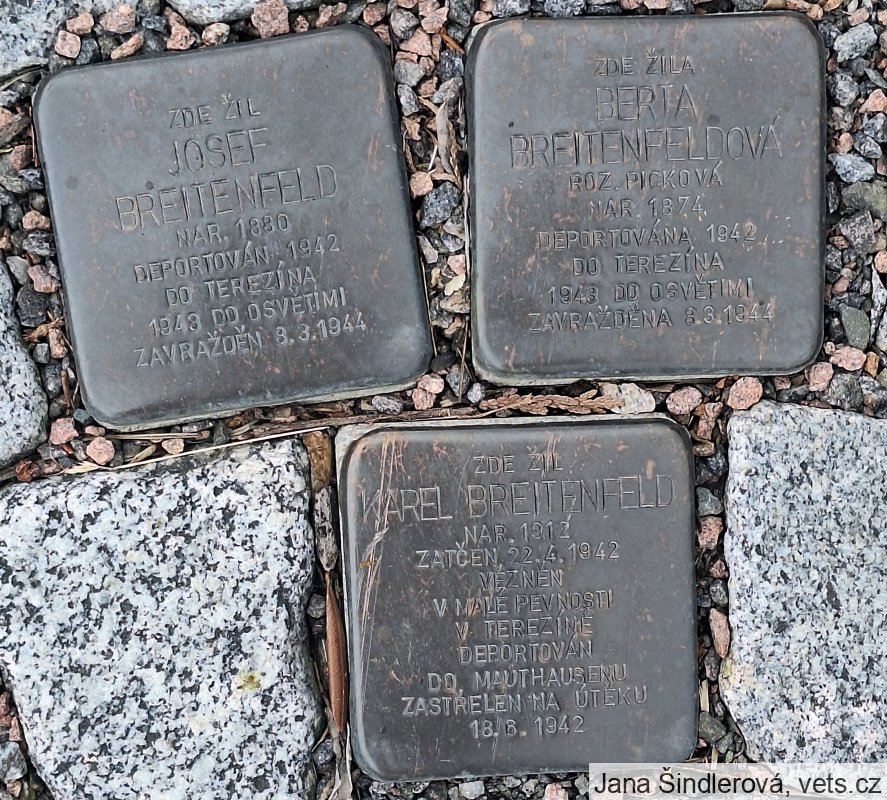 ZDE ŽIL
JOSEF
BREITENFELD
NAR. 1880
DEPORTOVÁN 1942
DO TEREZÍNA
1943 DO OSVĚTIMI
ZAVRAŽDĚN 8.3.1944
ZDE ŽILA
BERTA
BREITENFELDOVÁ
ROZ. PICKOVÁ
NAR. 1874
DEPORTOVÁNA 1942
DO TEREZÍNA
1943 DO OSVĚTIMI
ZAVRAŽDĚNA 8.3.1944
ZDE ŽIL
KAREL BREITENFELD
NAR. 1912
ZATČEN 22.4.1942
VĚZNĚN
V MALÉ PEVNOSTI
V TEREZÍNĚ
DEPORTOVÁN
DO MAUTHAUSENU
ZASTŘELEN NA ÚTĚKU
18.6.1942
Jana Šindlerová, vets.cz